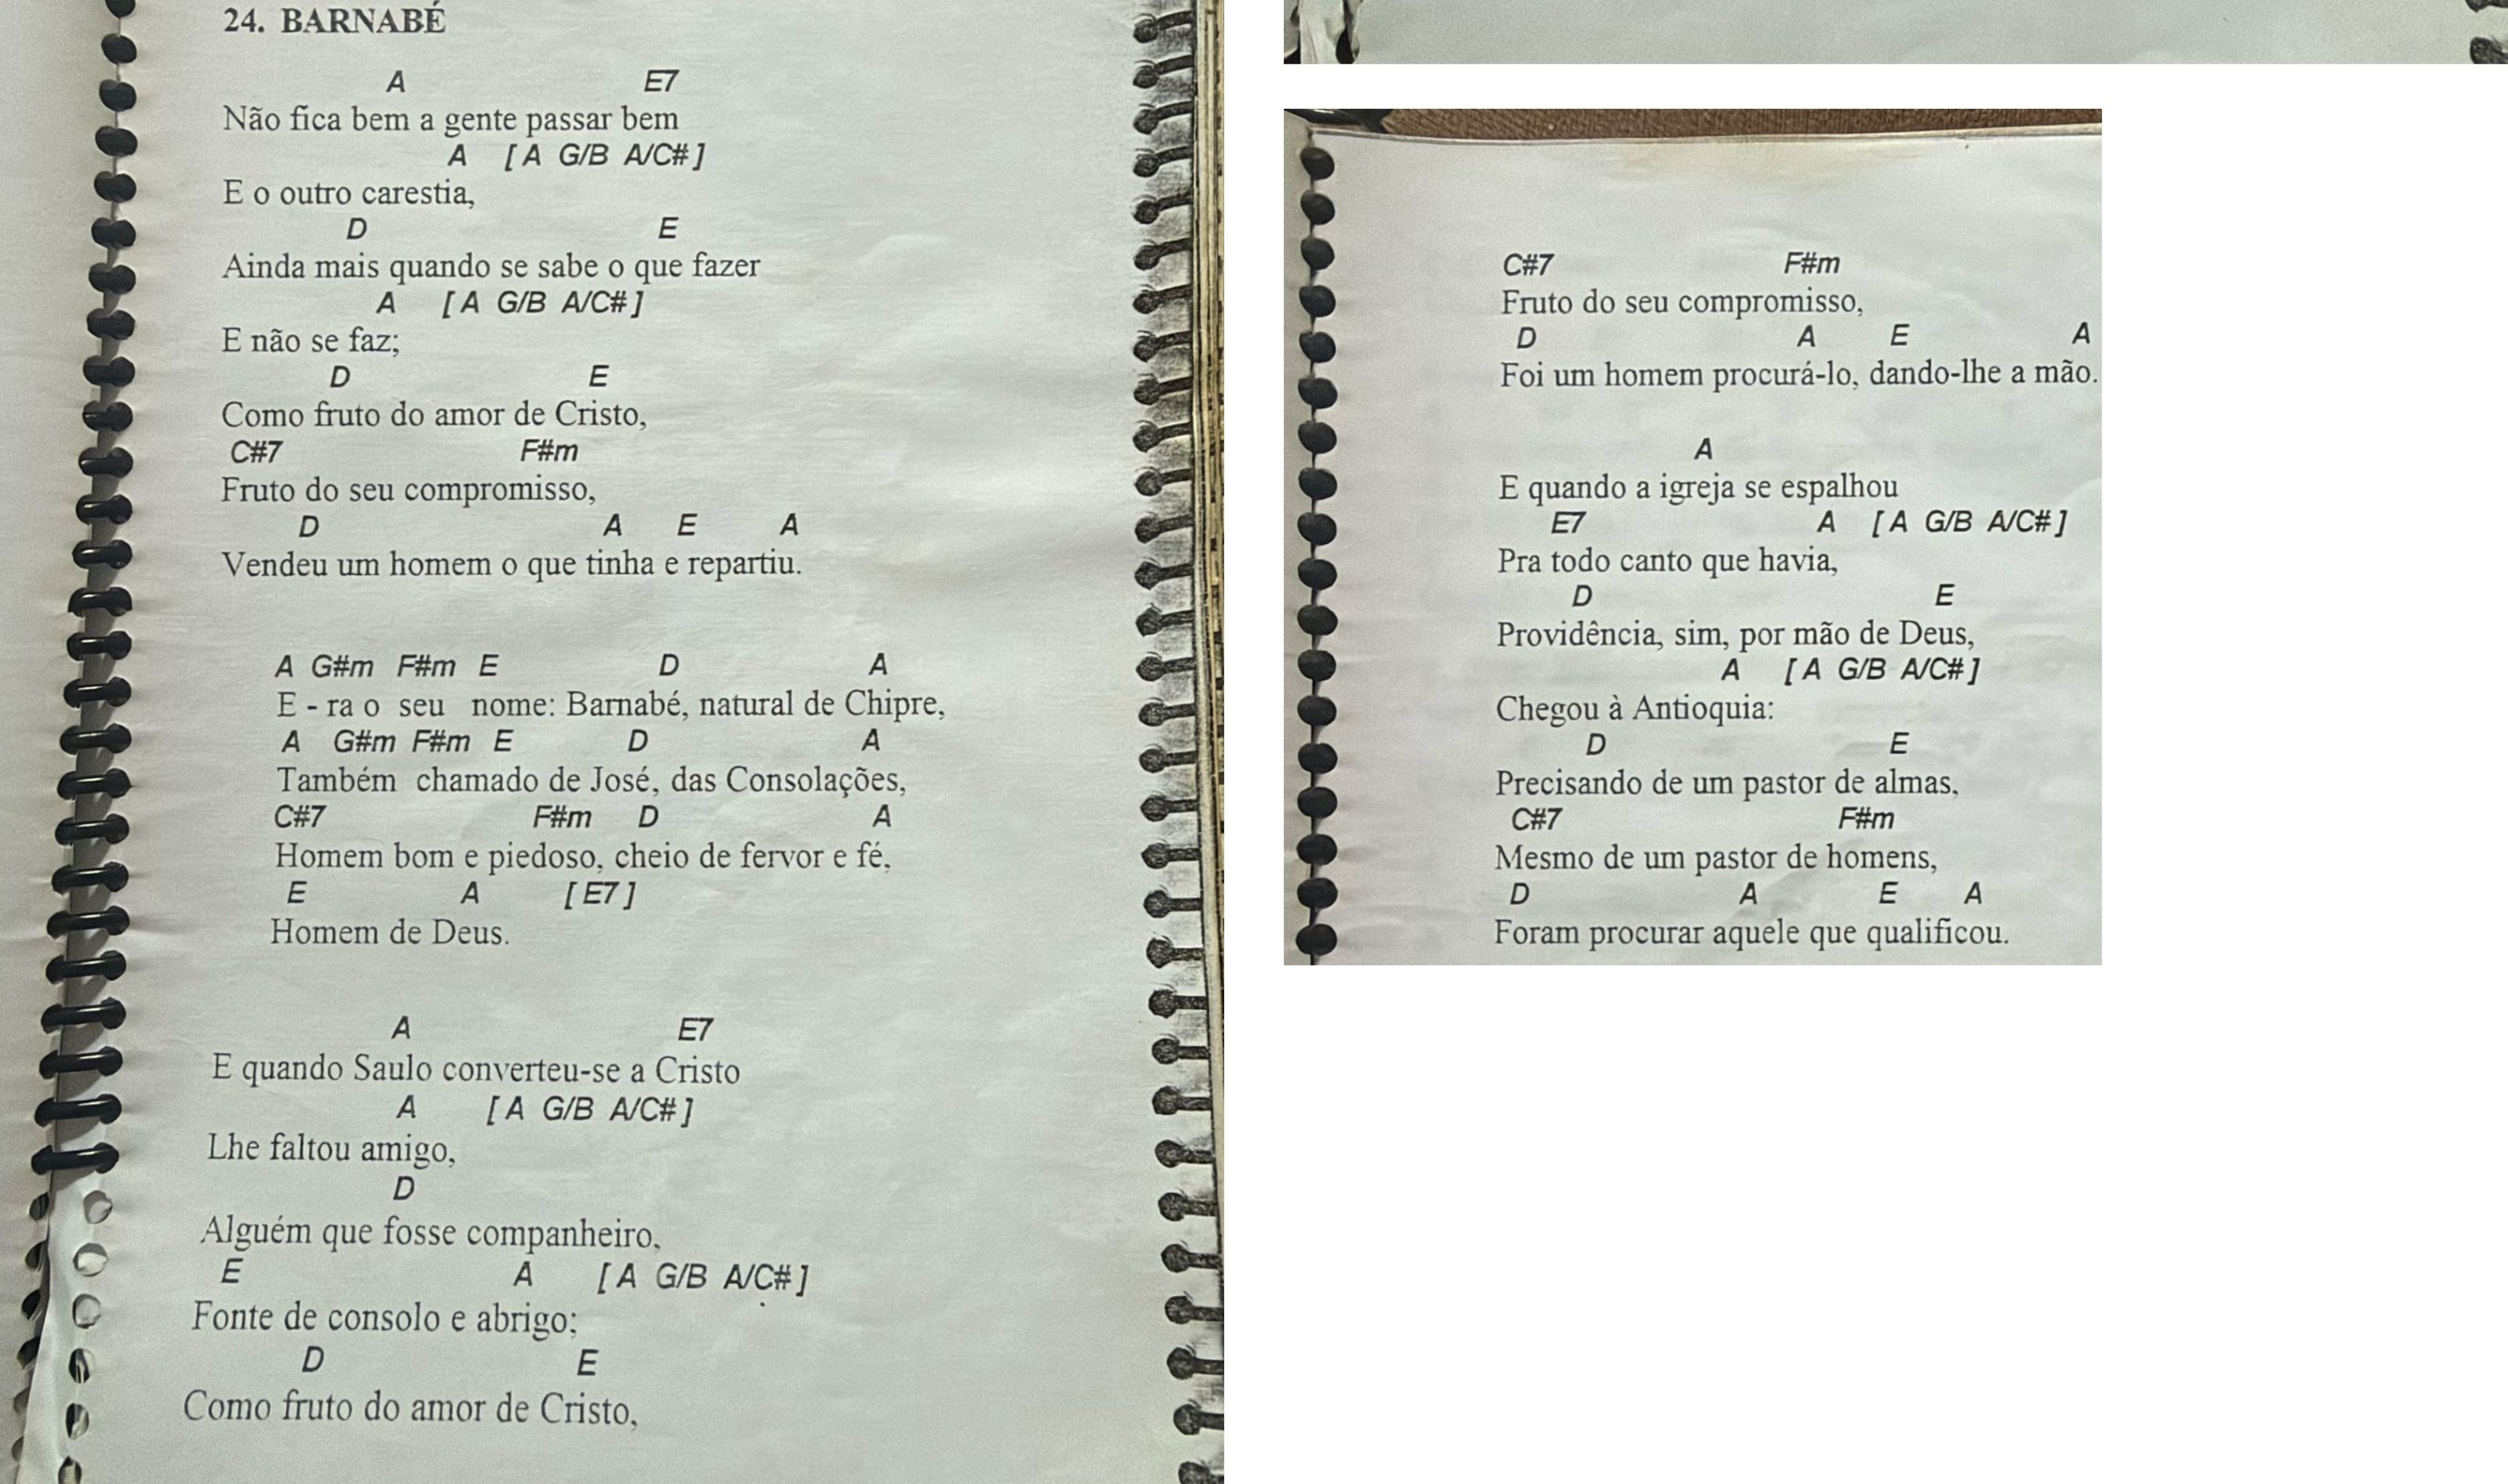 24. BARNABÉ
A E7
Não fica bem a gente passar bem
A [ A G/B A/C# ]
E o outro carestia,
D E
Ainda mais quando se sabe o que fazer
A [ A G/B A/C# ]
E não se faz;
D E
Como fruto do amor de Cristo,
C#7 F#m
Fruto do seu compromisso,
D A E A
Vendeu um homem o que tinha e repartiu.
A G#m F#m E D A
E - ra o seu nome: Barnabé, natural de Chipre,
A G#m F#m E D A
Também chamado de José, das Consolações,
C#7 F#m D A
Homem bom e piedoso, cheio de fervor e fé,
E A [ E7 ]
Homem de Deus.
A E7
E quando Saulo converteu-se a Cristo
A [ A G/B A/C# ]
Lhe faltou amigo,
D
Alguém que fosse companheiro,
E A [ A G/B A/C# ]
Fonte de consolo e abrigo;
D E
Como fruto do amor de Cristo,
C#7 F#m
Fruto do seu compromisso,
D A E A
Foi um homem procurá-lo, dando-lhe a mão.
A
E quando a igreja se espalhou
E7 A [ A G/B A/C# ]
Pra todo canto que havia,
D E
Providência, sim, por mão de Deus,
A [ A G/B A/C# ]
Chegou à Antioquia:
D E
Precisando de um pastor de almas,
C#7 F#m
Mesmo de um pastor de homens,
D A E A
Foram procurar aquele que qualificou.